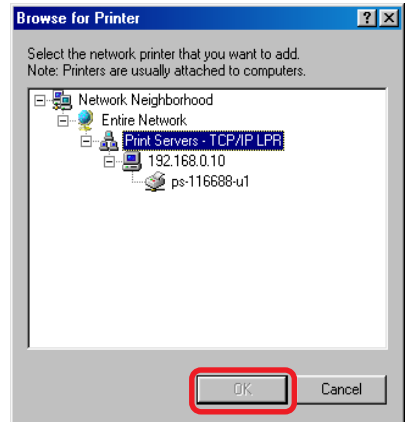 Browse for Printer
Select the network printer that you want to add.
Note: Printers are usually attached to computers.
Network Neighborhood
Entire Network
Print Servers - TCP/IP LPR
192.168.0.10
ps-116688-u1
OK Cancel